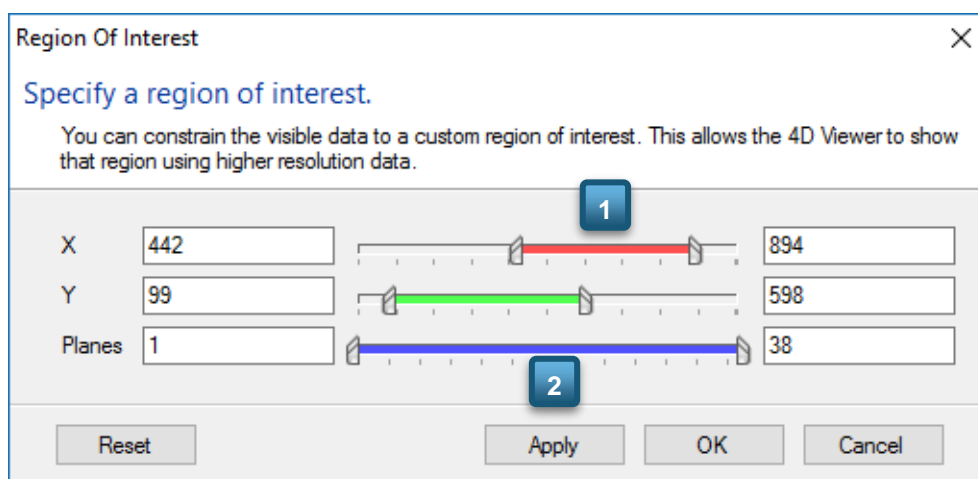 Region Of Interest
Specify a region of interest.
You can constrain the visible data to a custom region of interest. This allows the 4D Viewer to show
that region using higher resolution data.
1
X 442 894
Y 99 598
Planes 1 38
2
Reset Apply OK Cancel